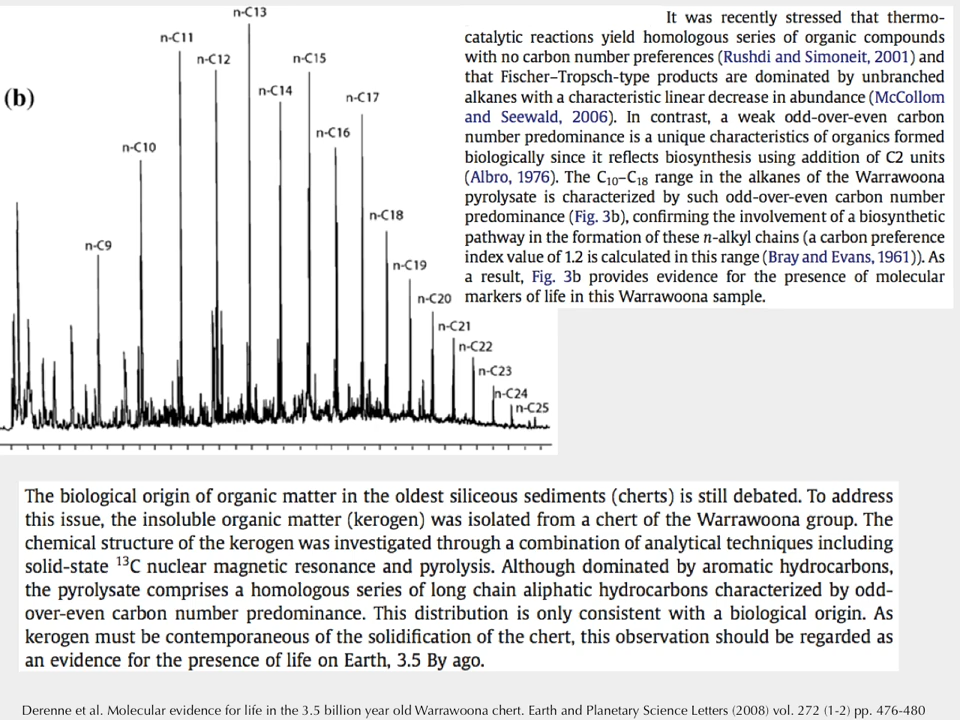 n-C13
n-C11
n-C12
n-C15
n-C14
n-C17
(b)
n-C16
n-C10
n-C18
n-C9
n-C19
n-C20
n-C21
n-C22
n-C23
n-C24
n-C25
It was recently stressed that thermo-
catalytic reactions yield homologous series of organic compounds
with no carbon number preferences (Rushdi and Simoneit, 2001) and
that Fischer–Tropsch-type products are dominated by unbranched
alkanes with a characteristic linear decrease in abundance (McCollom
and Seewald, 2006). In contrast, a weak odd-over-even carbon
number predominance is a unique characteristics of organics formed
biologically since it reflects biosynthesis using addition of C2 units
(Albro, 1976). The C₁₀–C₁₈ range in the alkanes of the Warrawoona
pyrolysate is characterized by such odd-over-even carbon number
predominance (Fig. 3b), confirming the involvement of a biosynthetic
pathway in the formation of these n-alkyl chains (a carbon preference
index value of 1.2 is calculated in this range (Bray and Evans, 1961)). As
a result, Fig. 3b provides evidence for the presence of molecular
markers of life in this Warrawoona sample.
The biological origin of organic matter in the oldest siliceous sediments (cherts) is still debated. To address
this issue, the insoluble organic matter (kerogen) was isolated from a chert of the Warrawoona group. The
chemical structure of the kerogen was investigated through a combination of analytical techniques including
solid-state ¹³C nuclear magnetic resonance and pyrolysis. Although dominated by aromatic hydrocarbons,
the pyrolysate comprises a homologous series of long chain aliphatic hydrocarbons characterized by odd-
over-even carbon number predominance. This distribution is only consistent with a biological origin. As
kerogen must be contemporaneous of the solidification of the chert, this observation should be regarded as
an evidence for the presence of life on Earth, 3.5 By ago.
Derenne et al. Molecular evidence for life in the 3.5 billion year old Warrawoona chert. Earth and Planetary Science Letters (2008) vol. 272 (1-2) pp. 476-480